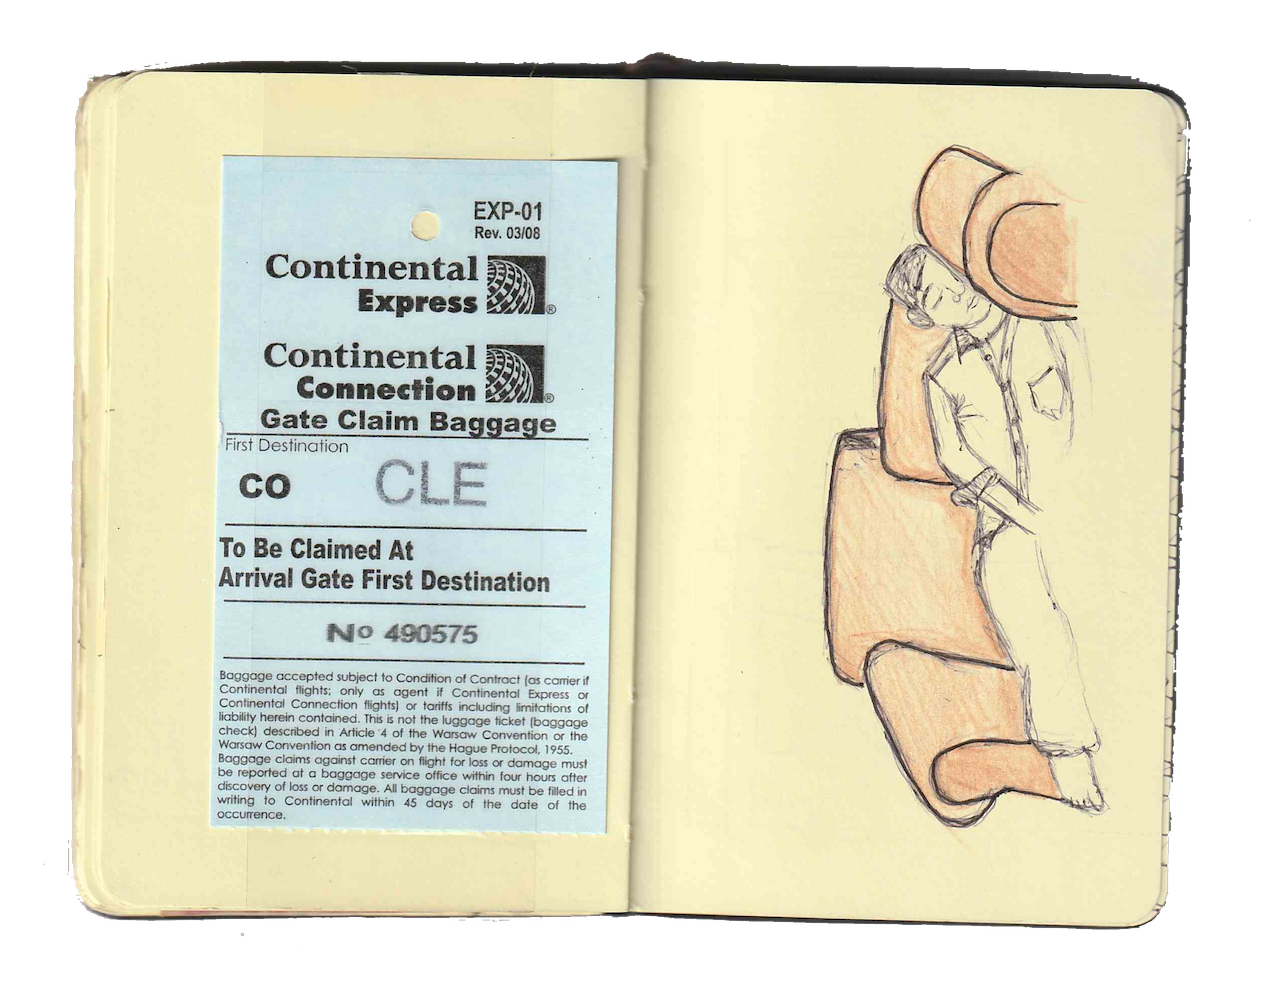 EXP-01
Rev. 03/08
Continental
Express
®
Continental
Connection
®
Gate Claim Baggage
First Destination
CO CLE
To Be Claimed At
Arrival Gate First Destination
No 490575
Baggage accepted subject to Condition of Contract (as carrier if
Continental flights; only as agent if Continental Express or
Continental Connection flights) or tariffs including limitations of
liability herein contained. This is not the luggage ticket (baggage
check) described in Article 4 of the Warsaw Convention or the
Warsaw Convention as amended by the Hague Protocol, 1955.
Baggage claims against carrier on flight for loss or damage must
be reported at a baggage service office within four hours after
discovery of loss or damage. All baggage claims must be filled in
writing to Continental within 45 days of the date of the
occurrence.